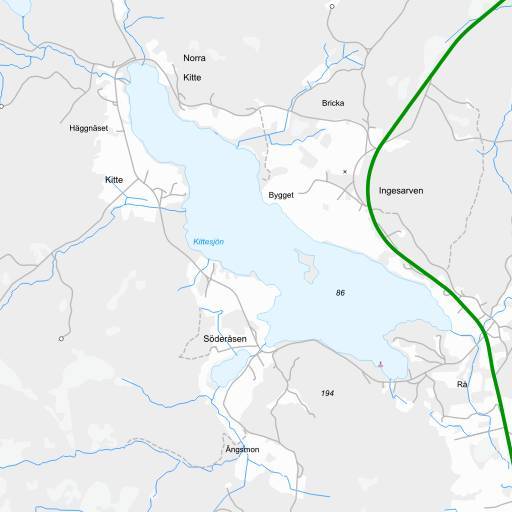 Norra
Kitte
Bricka
Häggnäset
Kitte
Ingesarven
Bygget
Kittesjön
86
Söderåsen
Rå
194
Ängsmon